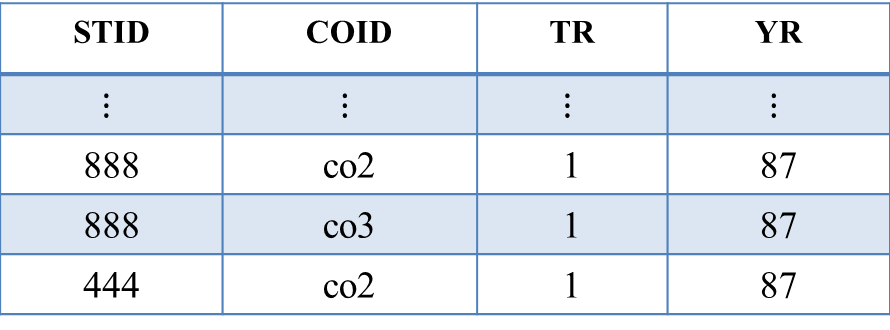 STID COID TR YR
⋮ ⋮ ⋮ ⋮
888 co2 1 87
888 co3 1 87
444 co2 1 87